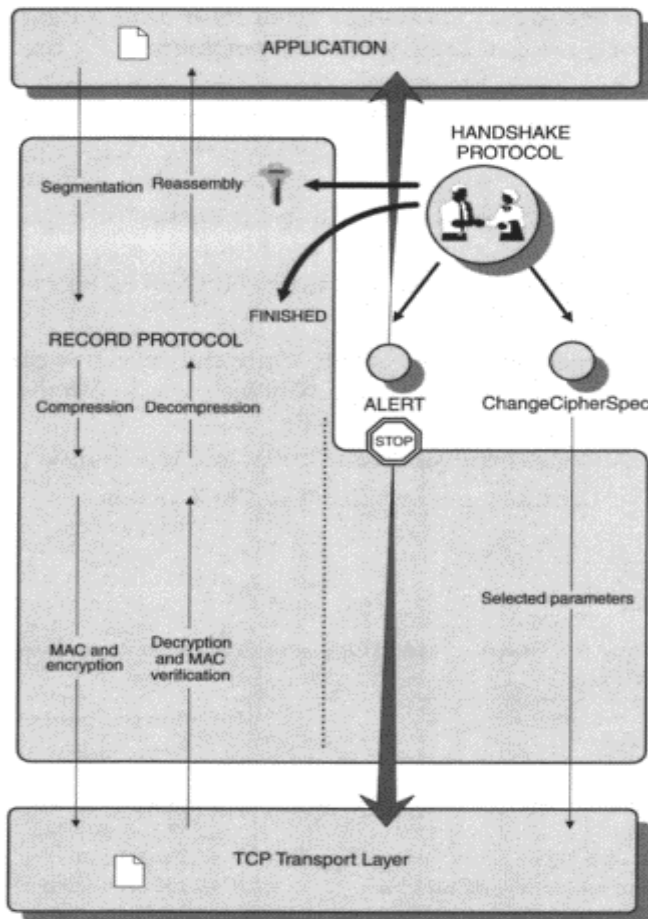 APPLICATION
HANDSHAKE
PROTOCOL
Segmentation
Reassembly
FINISHED
RECORD PROTOCOL
Compression
Decompression
ALERT
ChangeCipherSpec
STOP
Selected parameters
MAC and
encryption
Decryption
and MAC
verification
TCP Transport Layer